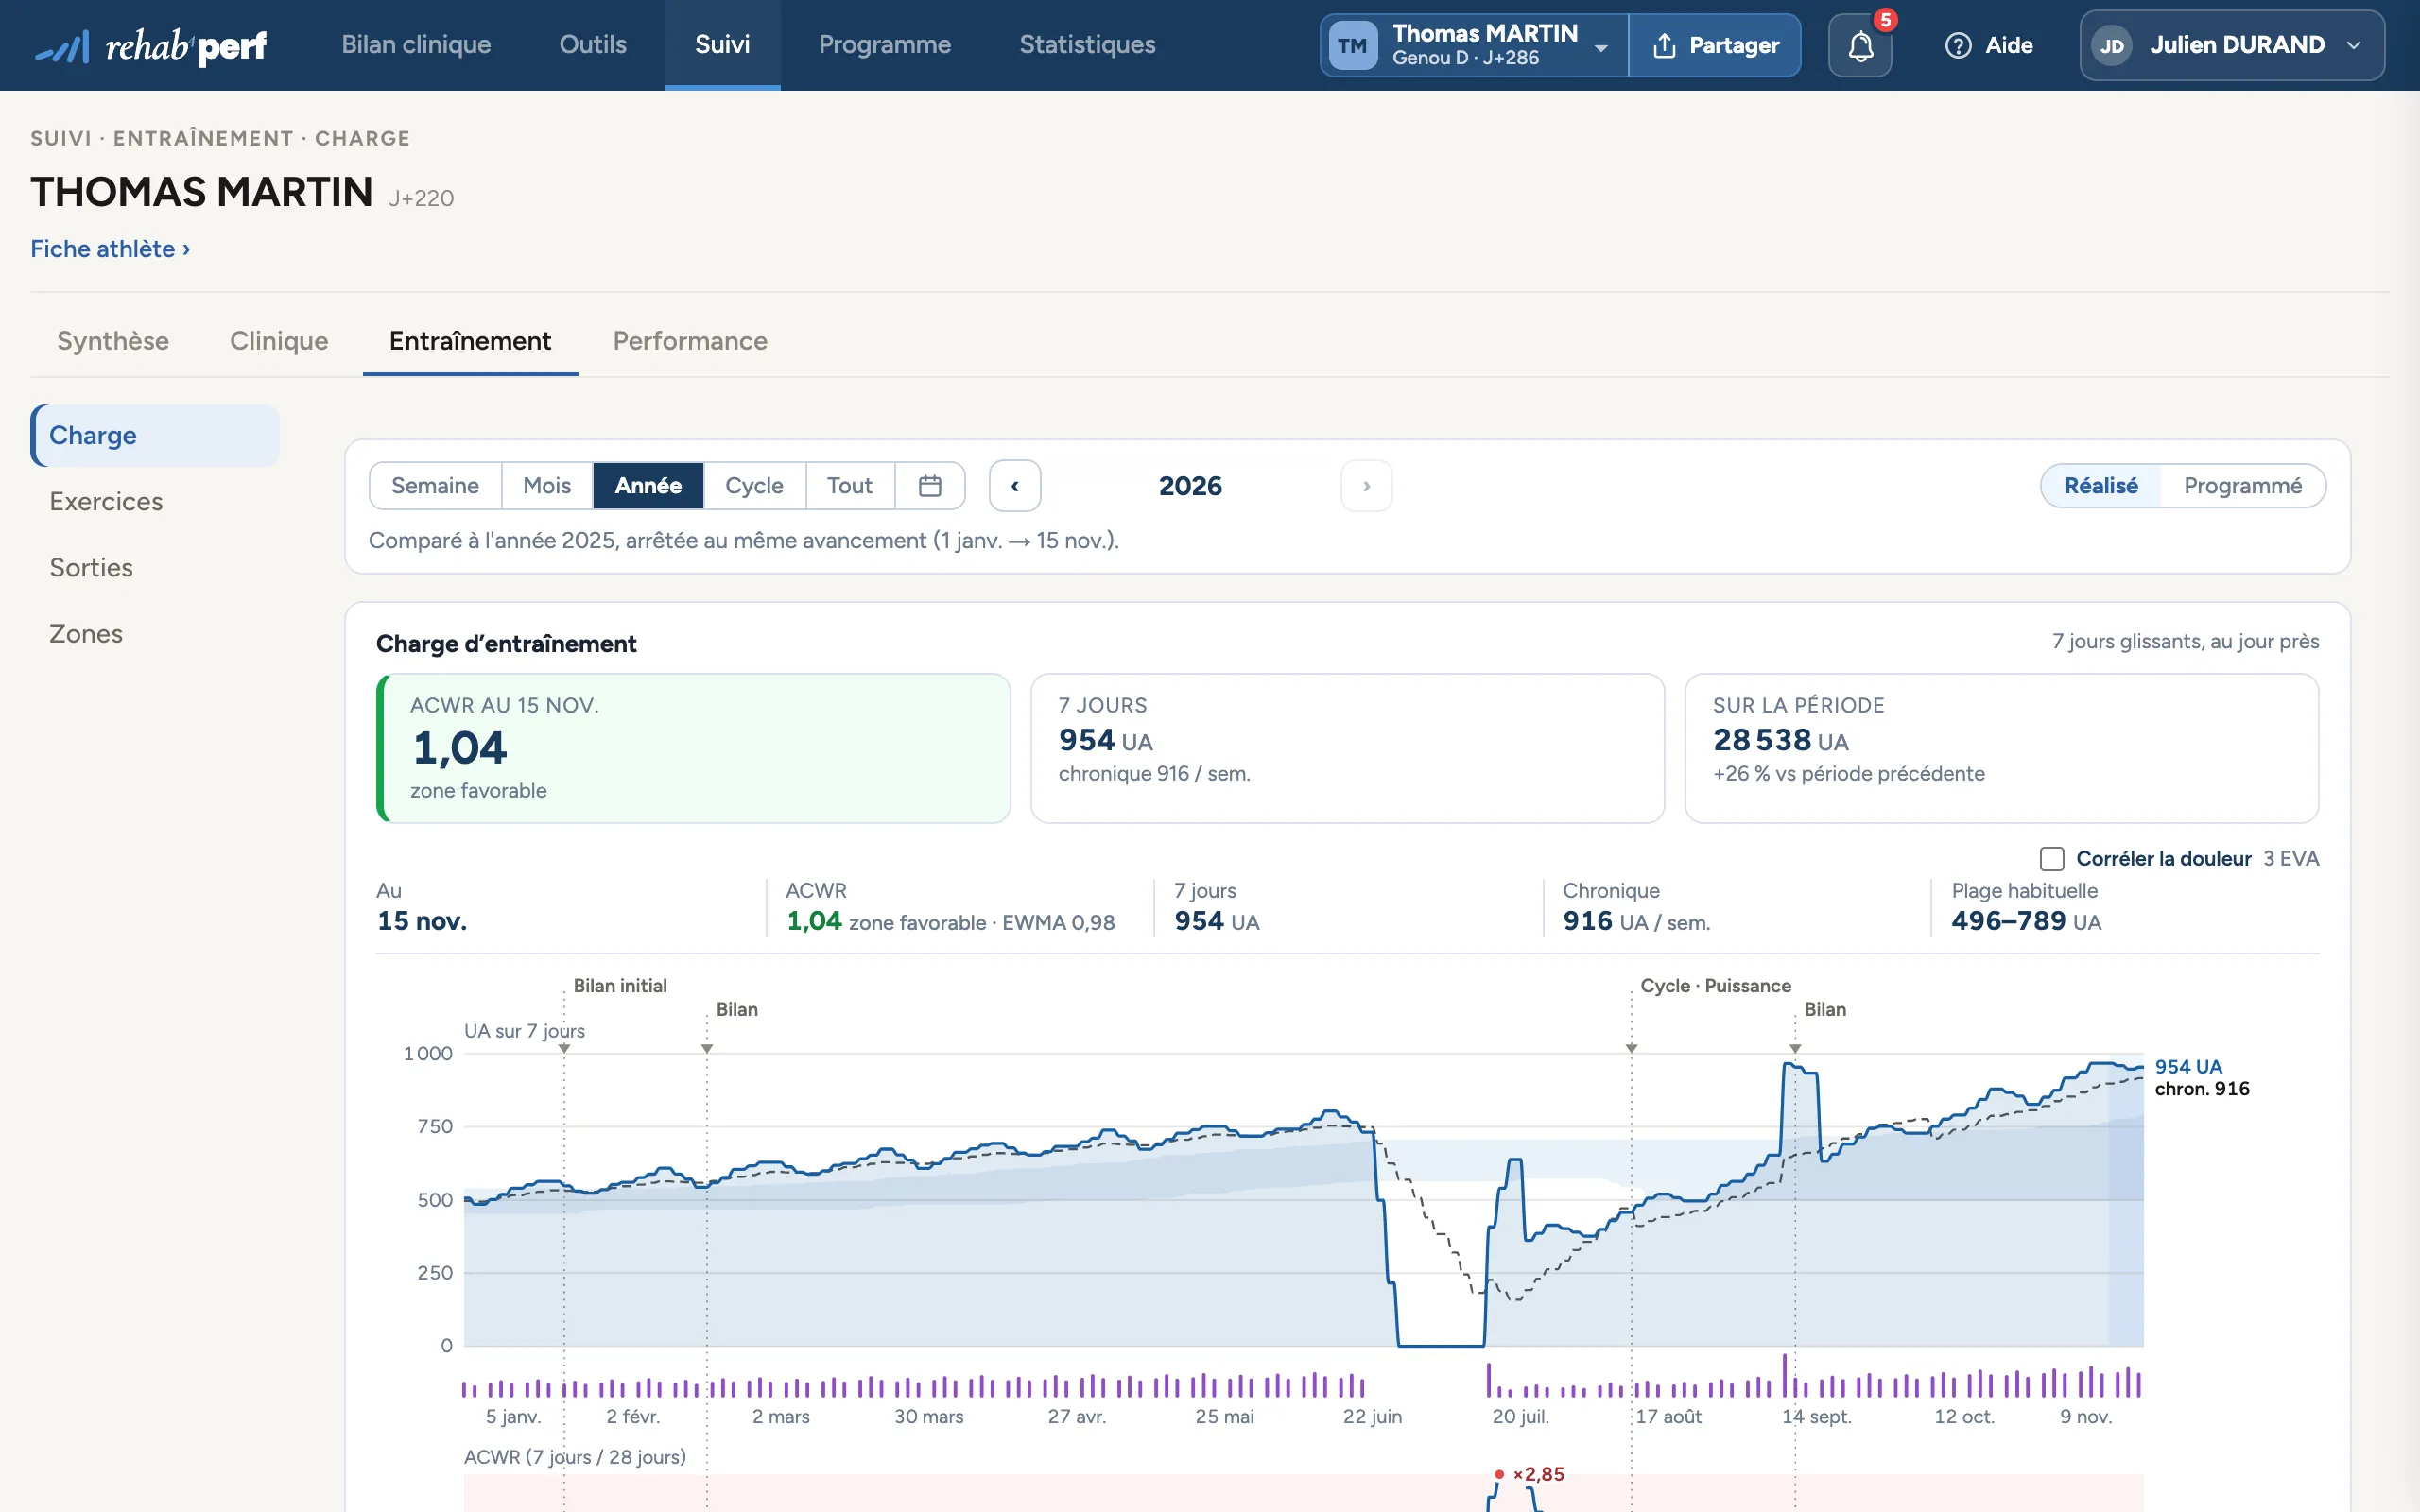 rehab4perf
Bilan clinique
Outils
Suivi
Programme
Statistiques
TM
Thomas MARTIN
Genou D · J+286
Partager
5
Aide
JD
Julien DURAND
SUIVI · ENTRAÎNEMENT · CHARGE
THOMAS MARTIN J+220
Fiche athlète ›
Synthèse
Clinique
Entraînement
Performance
Charge
Exercices
Sorties
Zones
Semaine
Mois
Année
Cycle
Tout
‹
2026
›
Réalisé
Programmé
Comparé à l'année 2025, arrêtée au même avancement (1 janv. → 15 nov.).
Charge d’entraînement
7 jours glissants, au jour près
ACWR AU 15 NOV.
1,04
zone favorable
7 JOURS
954 UA
chronique 916 / sem.
SUR LA PÉRIODE
28 538 UA
+26 % vs période précédente
Corréler la douleur 3 EVA
Au
15 nov.
ACWR
1,04 zone favorable · EWMA 0,98
7 jours
954 UA
Chronique
916 UA / sem.
Plage habituelle
496–789 UA
Bilan initial
Bilan
Cycle · Puissance
Bilan
UA sur 7 jours
1 000
750
500
250
0
954 UA
chron. 916
5 janv.
2 févr.
2 mars
30 mars
27 avr.
25 mai
22 juin
20 juil.
17 août
14 sept.
12 oct.
9 nov.
ACWR (7 jours / 28 jours)
×2,85